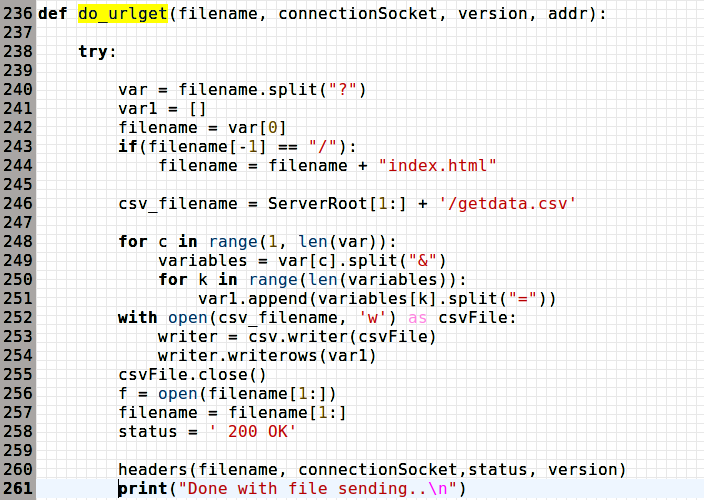 236 def do_urlget(filename, connectionSocket, version, addr):
237
238     try:
239
240         var = filename.split("?")
241         var1 = []
242         filename = var[0]
243         if(filename[-1] == "/"):
244             filename = filename + "index.html"
245
246         csv_filename = ServerRoot[1:] + '/getdata.csv'
247
248         for c in range(1, len(var)):
249             variables = var[c].split("&")
250             for k in range(len(variables)):
251                 var1.append(variables[k].split("="))
252         with open(csv_filename, 'w') as csvFile:
253             writer = csv.writer(csvFile)
254             writer.writerows(var1)
255         csvFile.close()
256         f = open(filename[1:])
257         filename = filename[1:]
258         status = ' 200 OK'
259
260         headers(filename, connectionSocket,status, version)
261         print("Done with file sending..\n")